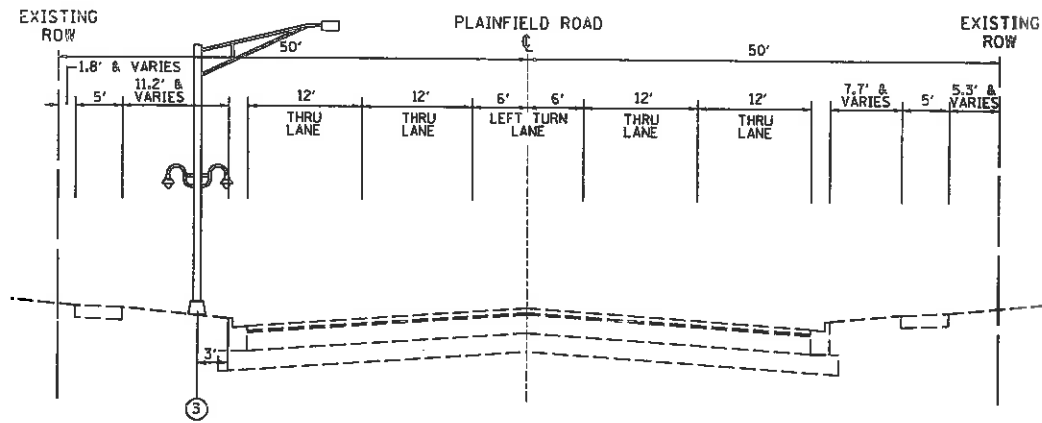 EXISTING
ROW
PLAINFIELD ROAD
℄
EXISTING
ROW
50'
50'
1.8' & VARIES
5'
11.2' &
VARIES
12'
THRU
LANE
12'
THRU
LANE
6'
6'
LEFT TURN
LANE
12'
THRU
LANE
12'
THRU
LANE
7.7' &
VARIES
5'
5.3' &
VARIES
3'
3